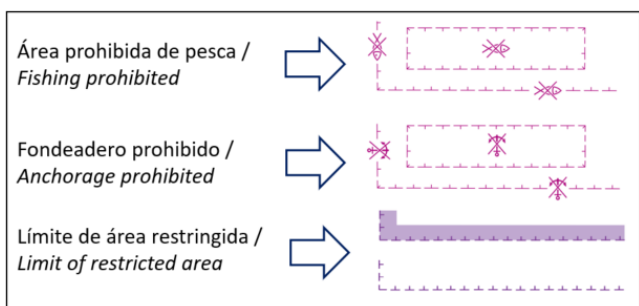 Área prohibida de pesca /
Fishing prohibited
Fondeadero prohibido /
Anchorage prohibited
Límite de área restringida /
Limit of restricted area